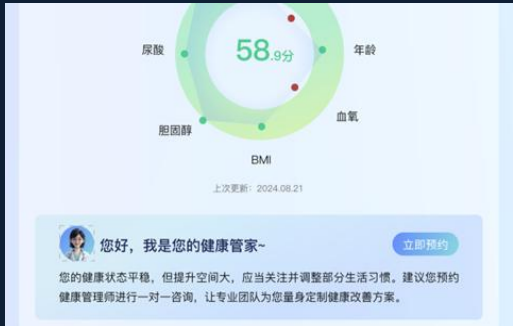 58.9分
尿酸
年龄
血氧
胆固醇
BMI
上次更新：2024.08.21
您好，我是您的健康管家~
立即预约
您的健康状态平稳，但提升空间大，应当关注并调整部分生活习惯。建议您预约
健康管理师进行一对一咨询，让专业团队为您量身定制健康改善方案。